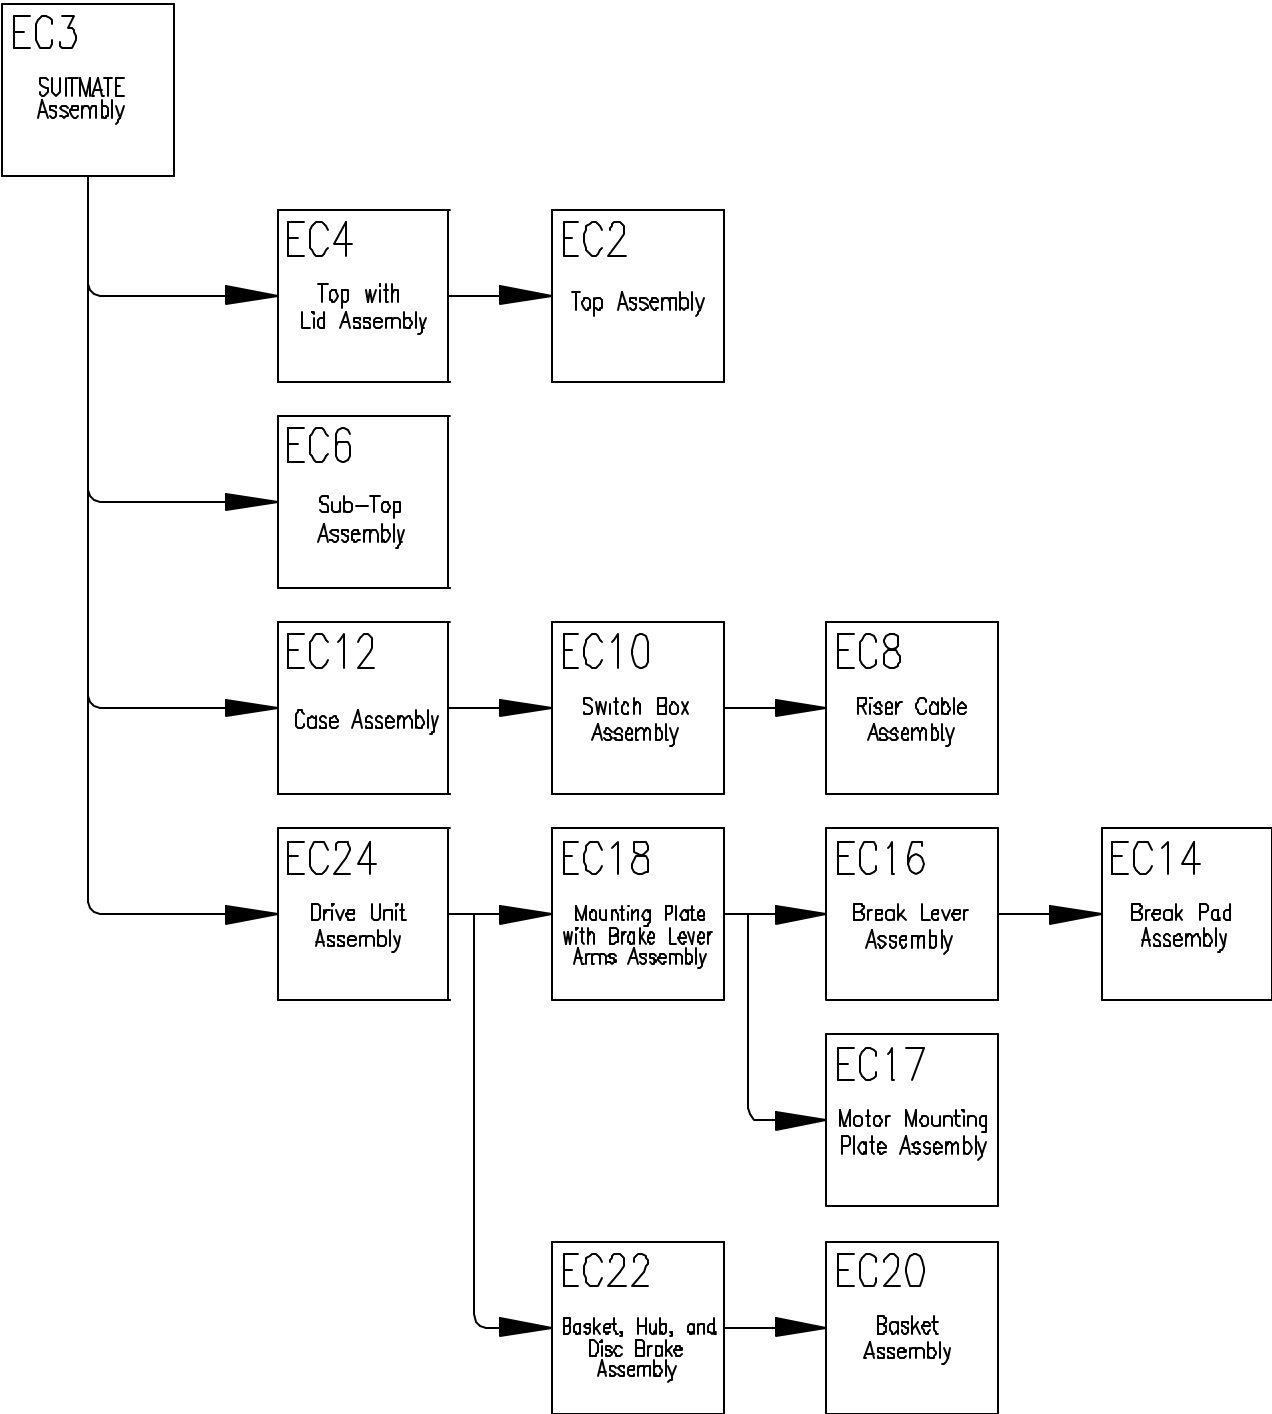 EC3
SUITMATE
Assembly
EC4
Top with
Lid Assembly
EC2
Top Assembly
EC6
Sub-Top
Assembly
EC12
Case Assembly
EC10
Switch Box
Assembly
EC8
Riser Cable
Assembly
EC24
Drive Unit
Assembly
EC18
Mounting Plate
with Brake Lever
Arms Assembly
EC16
Break Lever
Assembly
EC14
Break Pad
Assembly
EC17
Motor Mounting
Plate Assembly
EC22
Basket, Hub, and
Disc Brake
Assembly
EC20
Basket
Assembly